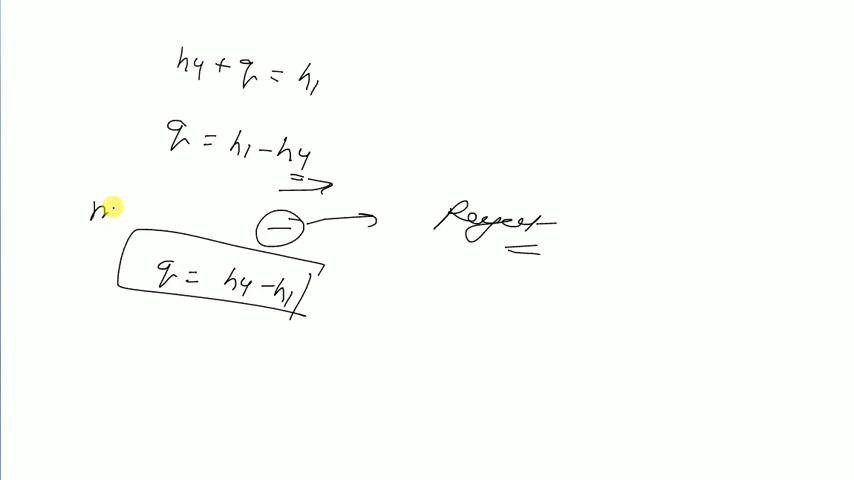 h4 + q = h1
q = h1 - h4
(-) → Reject
q = h4 - h1